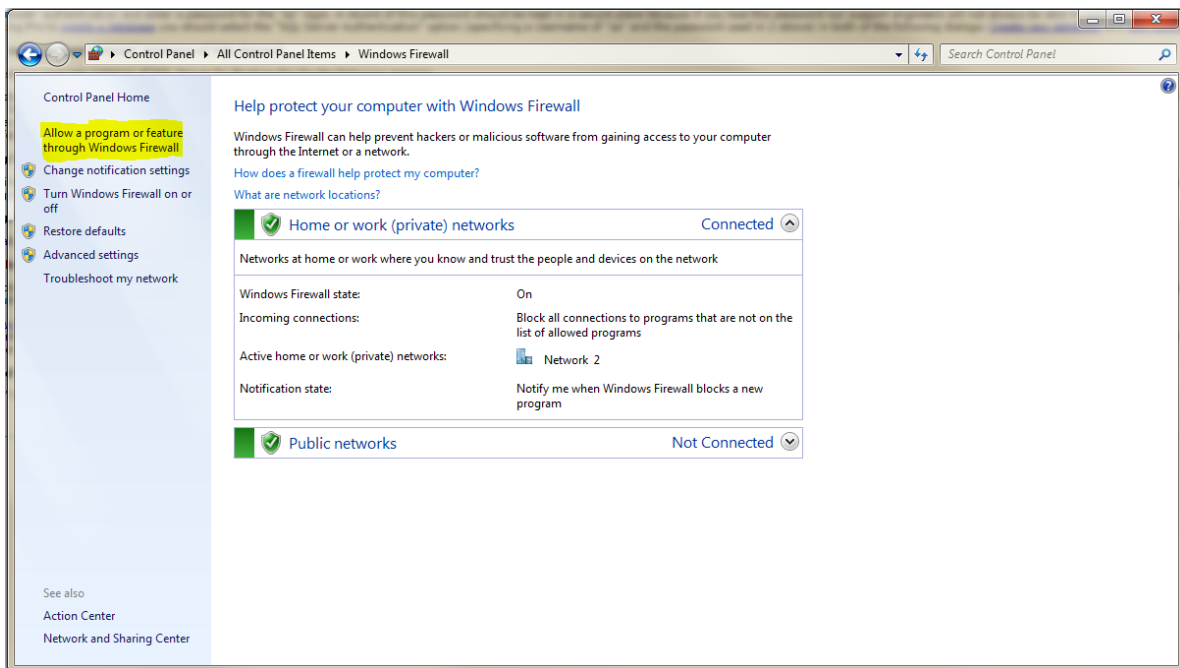 Control Panel ▸ All Control Panel Items ▸ Windows Firewall
Search Control Panel
Control Panel Home
Allow a program or feature
through Windows Firewall
Change notification settings
Turn Windows Firewall on or
off
Restore defaults
Advanced settings
Troubleshoot my network
See also
Action Center
Network and Sharing Center
Help protect your computer with Windows Firewall
Windows Firewall can help prevent hackers or malicious software from gaining access to your computer
through the Internet or a network.
How does a firewall help protect my computer?
What are network locations?
Home or work (private) networks Connected
Networks at home or work where you know and trust the people and devices on the network
Windows Firewall state: On
Incoming connections: Block all connections to programs that are not on the
list of allowed programs
Active home or work (private) networks: Network 2
Notification state: Notify me when Windows Firewall blocks a new
program
Public networks Not Connected